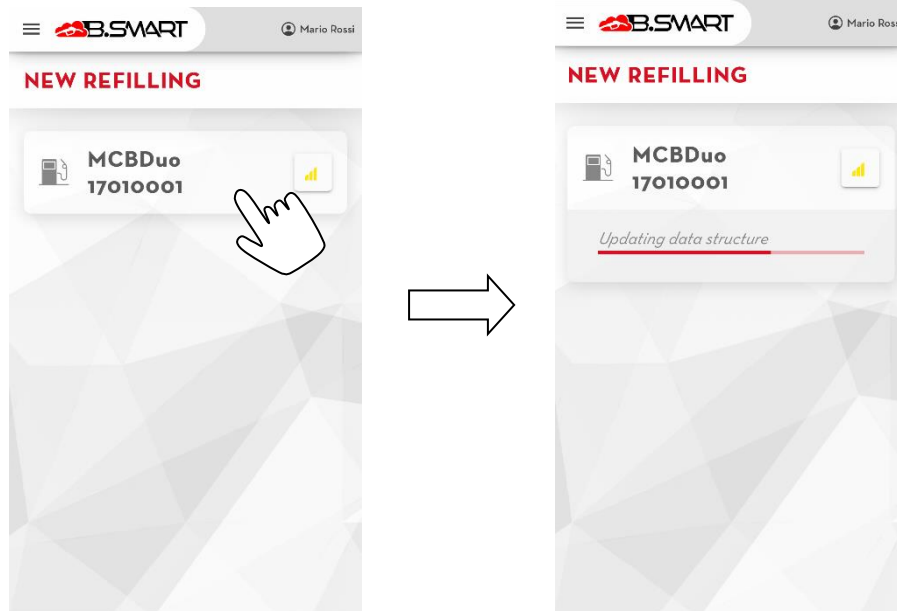 B.SMART
Mario Rossi
NEW REFILLING
MCBDuo
17010001
B.SMART
Mario Ross
NEW REFILLING
MCBDuo
17010001
Updating data structure